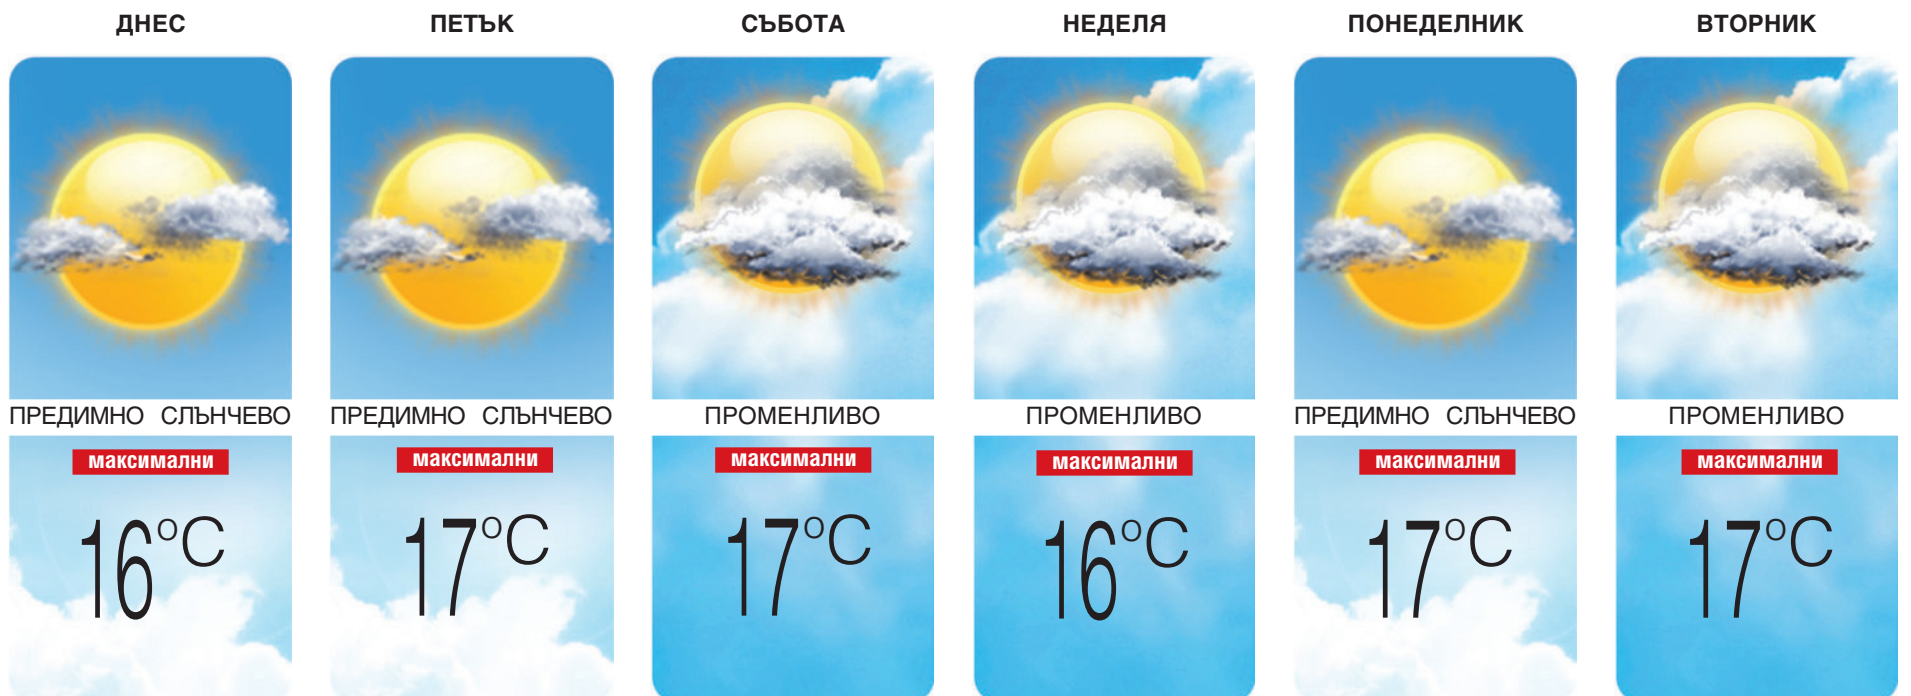 ДНЕС ПЕТЪК СЪБОТА НЕДЕЛЯ ПОНЕДЕЛНИК ВТОРНИК
ПРЕДИМНО СЛЪНЧЕВО ПРЕДИМНО СЛЪНЧЕВО ПРОМЕНЛИВО ПРОМЕНЛИВО ПРЕДИМНО СЛЪНЧЕВО ПРОМЕНЛИВО
максимални максимални максимални максимални максимални максимални
16°C 17°C 17°C 16°C 17°C 17°C